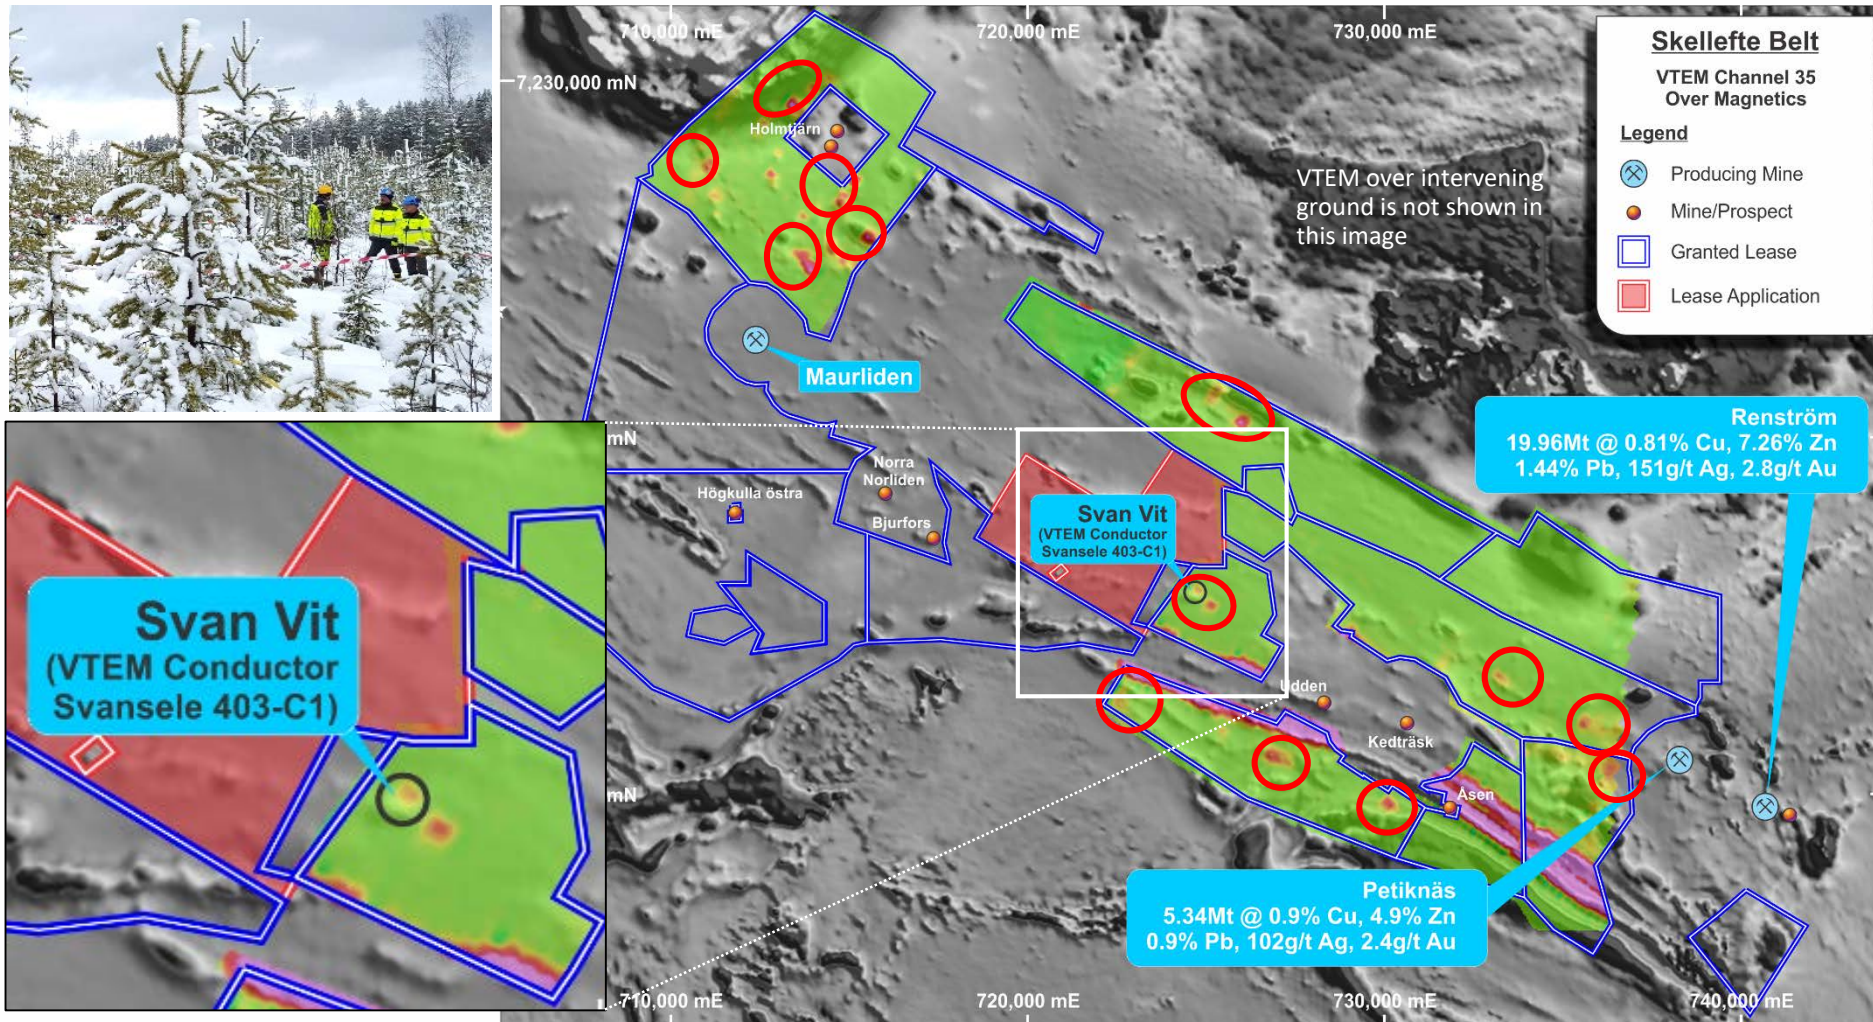 710,000 mE
720,000 mE
730,000 mE
7,230,000 mN
Skellefte Belt
VTEM Channel 35
Over Magnetics
Legend
Producing Mine
Mine/Prospect
Granted Lease
Lease Application
VTEM over intervening
ground is not shown in
this image
Holmtjärn
Maurliden
Renström
19.96Mt @ 0.81% Cu, 7.26% Zn
1.44% Pb, 151g/t Ag, 2.8g/t Au
mN
Norra
Norliden
Högkulla östra
Bjurfors
Svan Vit
(VTEM Conductor
Svansele 403-C1)
Svan Vit
(VTEM Conductor
Svansele 403-C1)
Udden
Kedträsk
Åsen
mN
Petiknäs
5.34Mt @ 0.9% Cu, 4.9% Zn
0.9% Pb, 102g/t Ag, 2.4g/t Au
710,000 mE
720,000 mE
730,000 mE
740,000 mE